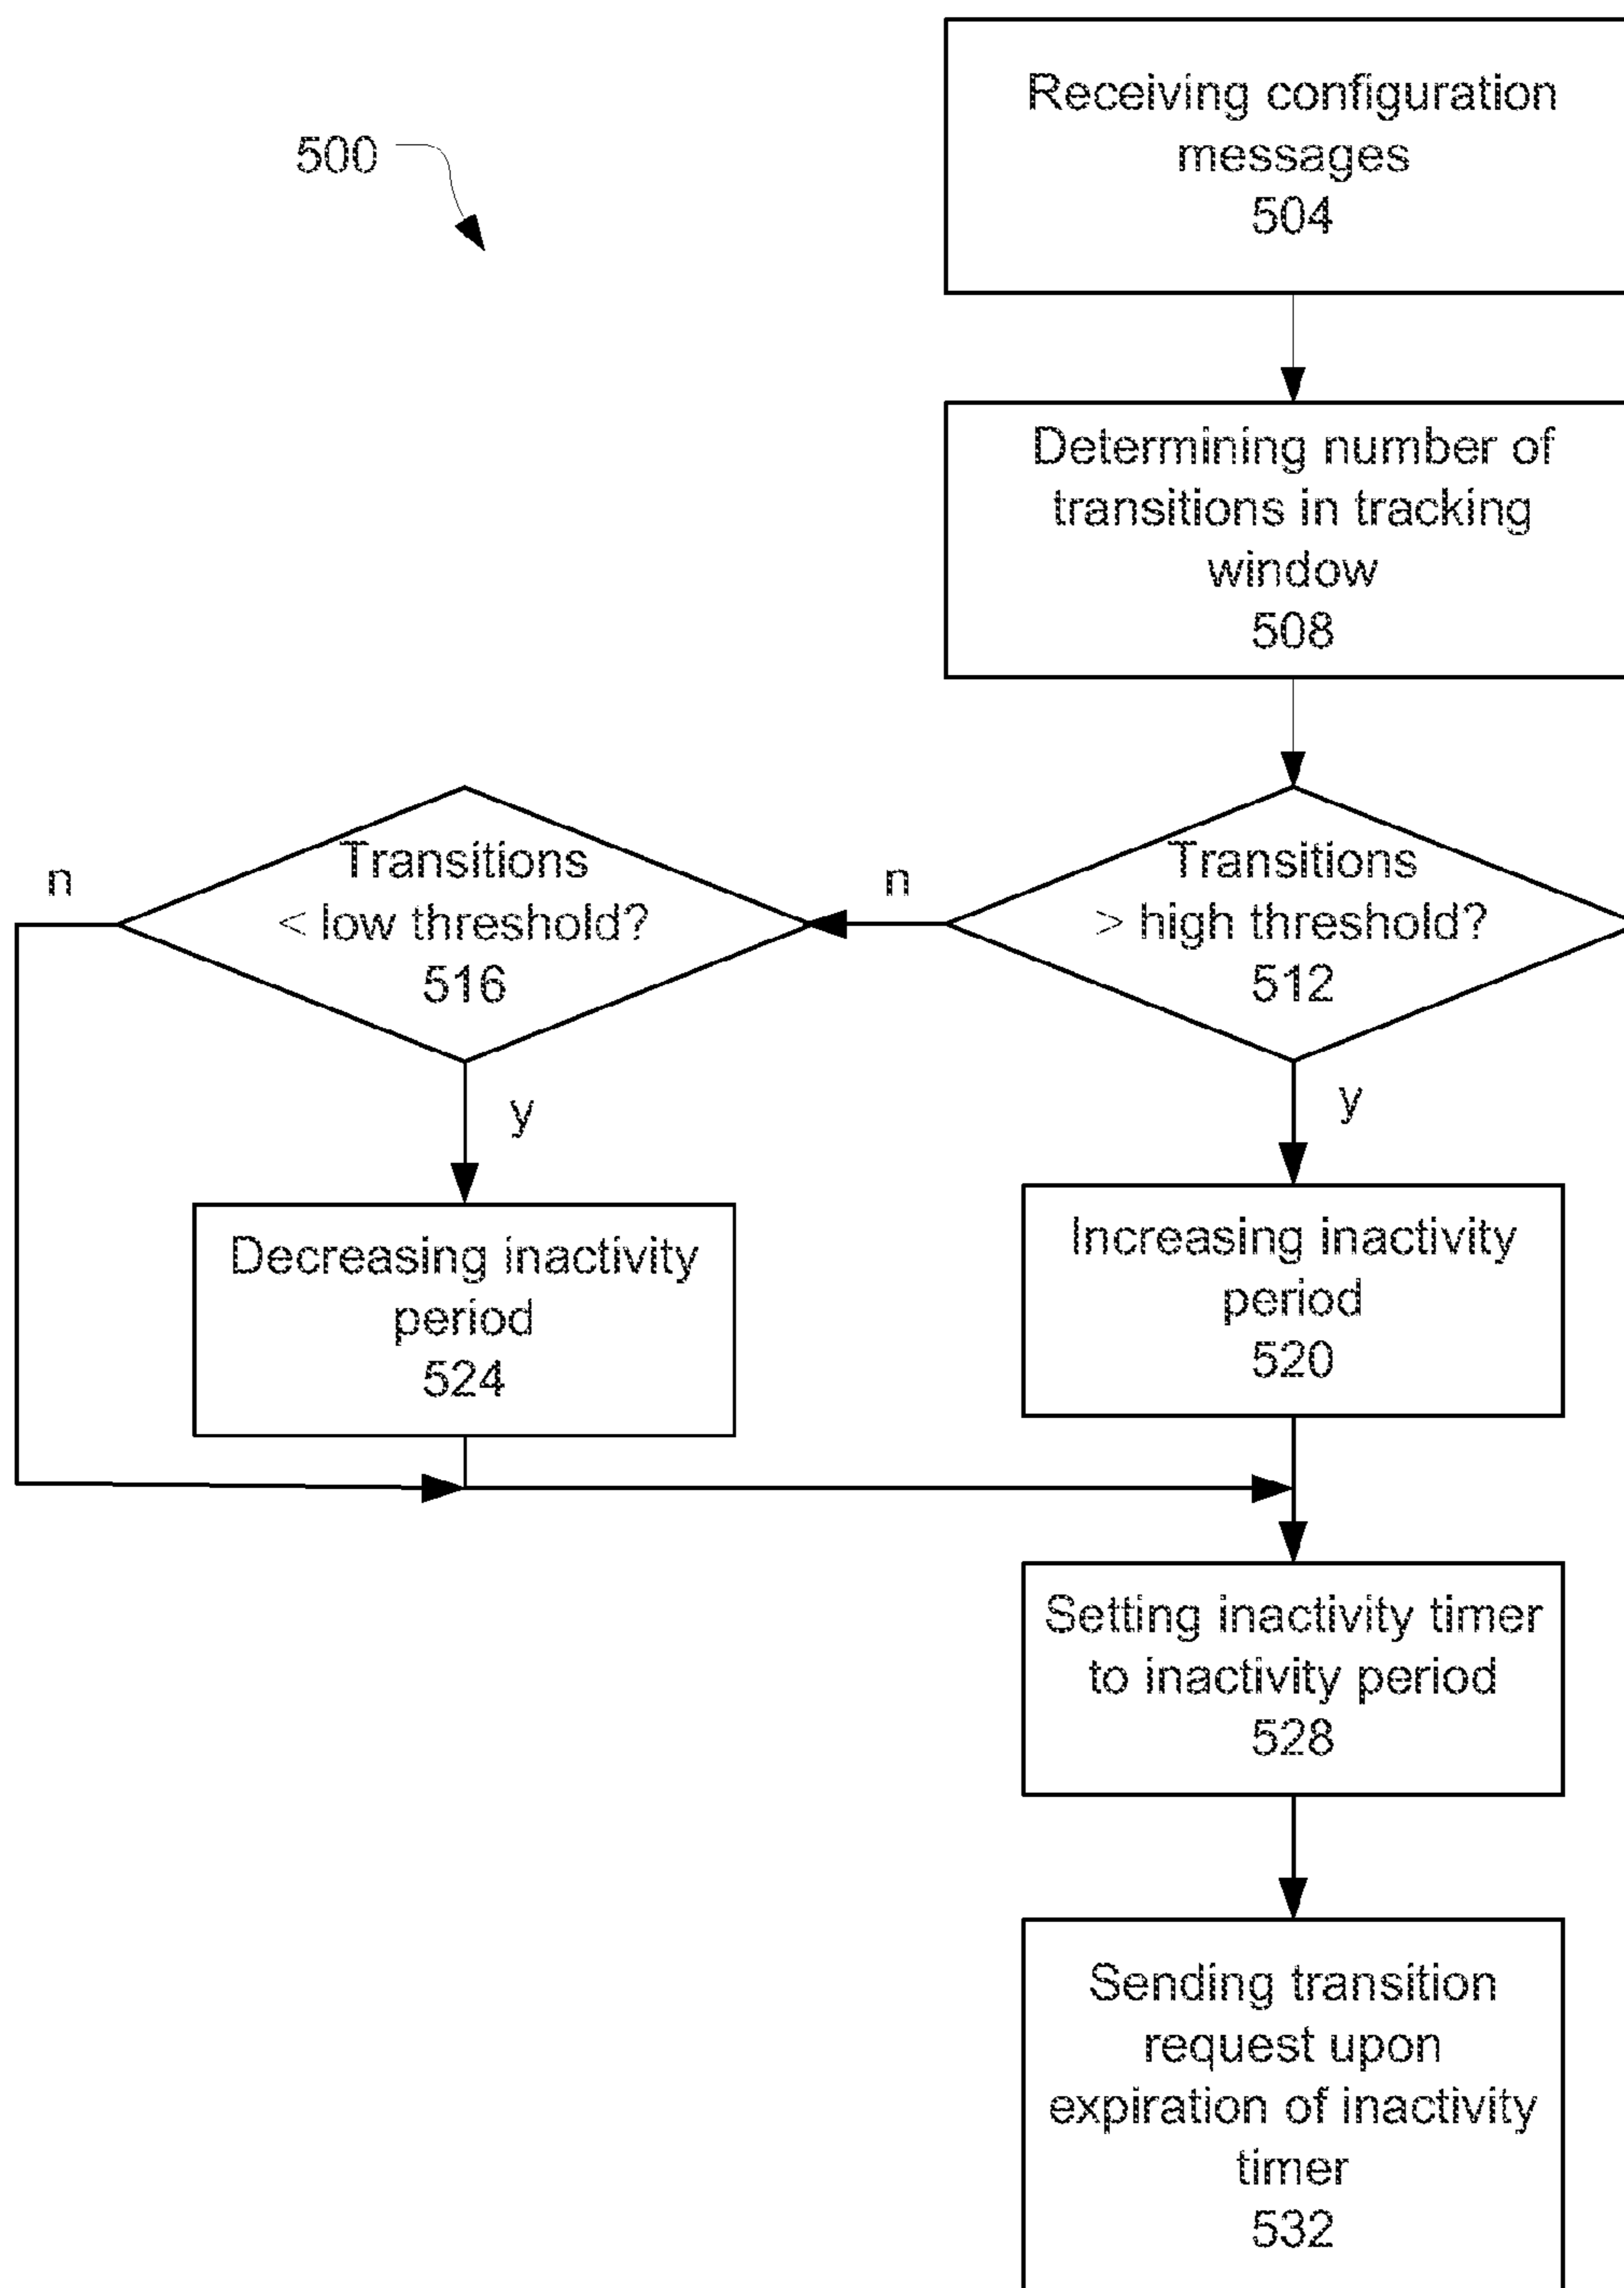 500
Receiving configuration
messages
504
Determining number of
transitions in tracking
window
508
Transitions
> high threshold?
512
n
y
Transitions
< low threshold?
516
n
y
Increasing inactivity
period
520
Decreasing inactivity
period
524
Setting inactivity timer
to inactivity period
528
Sending transition
request upon
expiration of inactivity
timer
532